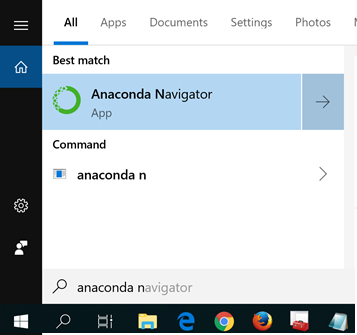 All Apps Documents Settings Photos
Best match
Anaconda Navigator
App
Command
anaconda n
anaconda navigator